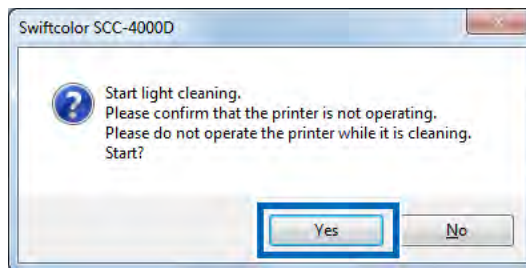 Swiftcolor SCC-4000D
Start light cleaning.
Please confirm that the printer is not operating.
Please do not operate the printer while it is cleaning.
Start?
Yes
No